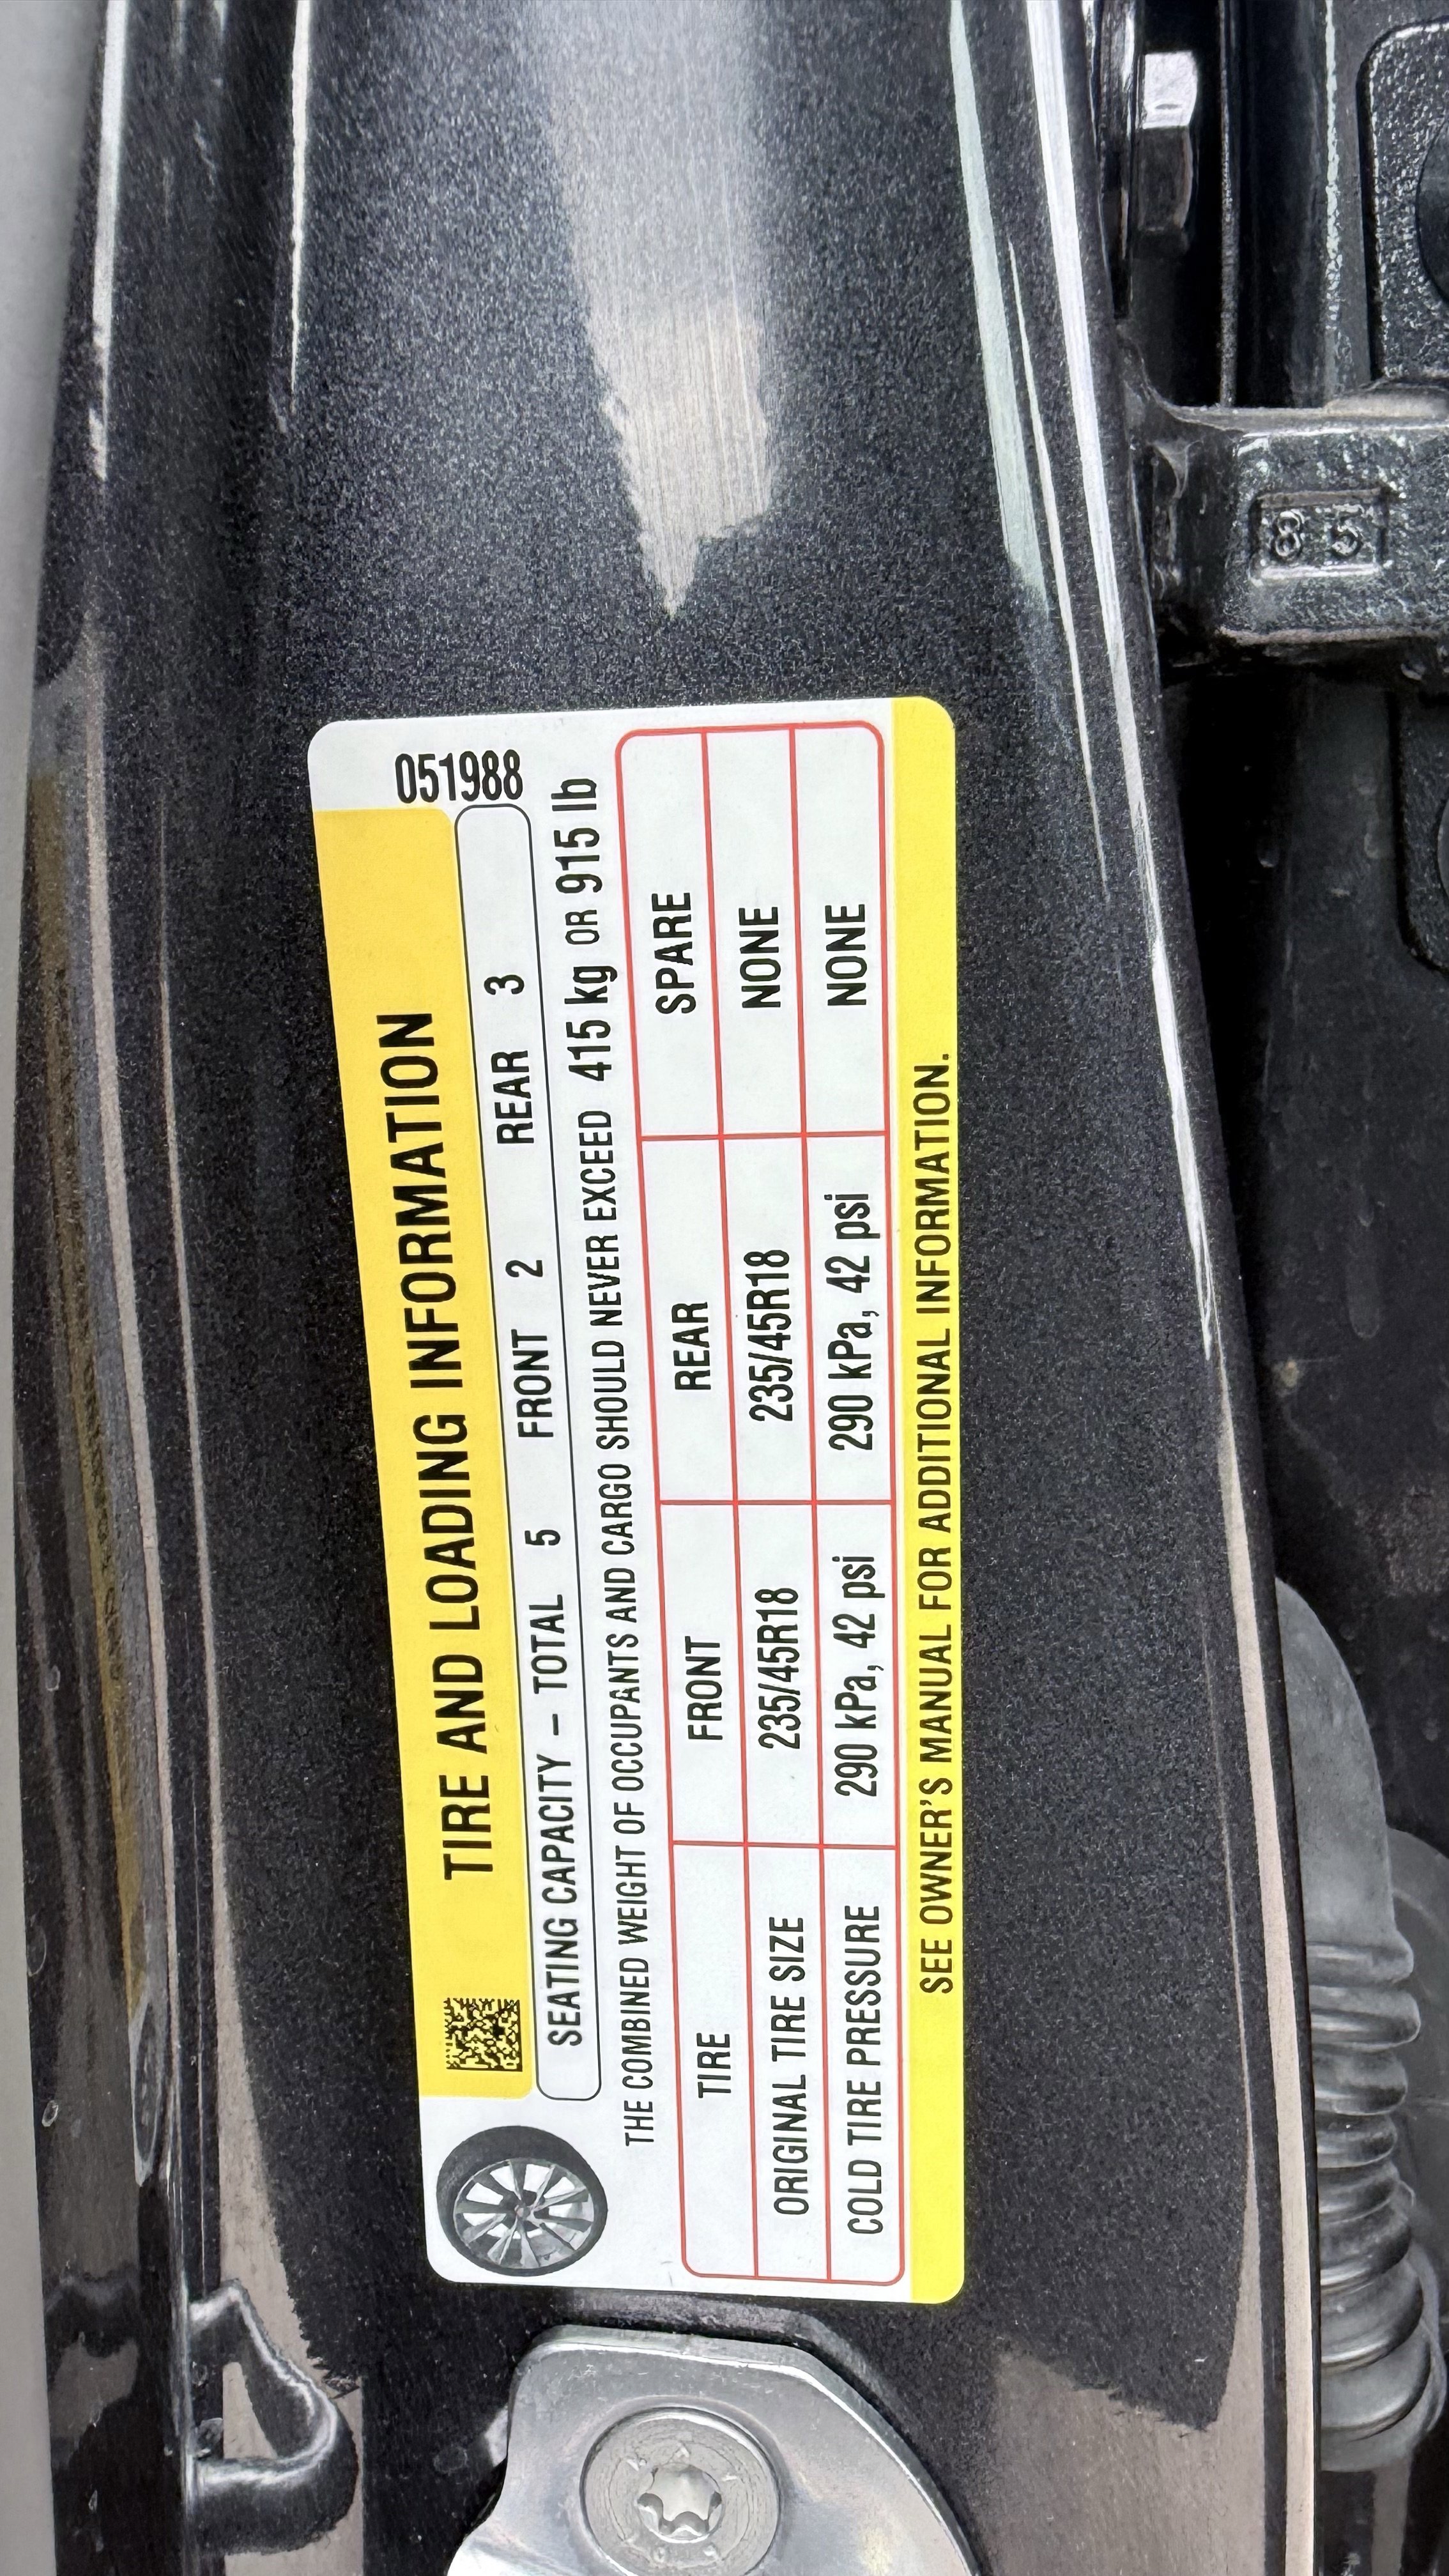 051988
TIRE AND LOADING INFORMATION
SEATING CAPACITY – TOTAL 5 FRONT 2 REAR 3
THE COMBINED WEIGHT OF OCCUPANTS AND CARGO SHOULD NEVER EXCEED 415 kg OR 915 lb
TIRE FRONT REAR SPARE
ORIGINAL TIRE SIZE 235/45R18 235/45R18 NONE
COLD TIRE PRESSURE 290 kPa, 42 psi 290 kPa, 42 psi NONE
SEE OWNER'S MANUAL FOR ADDITIONAL INFORMATION.
85